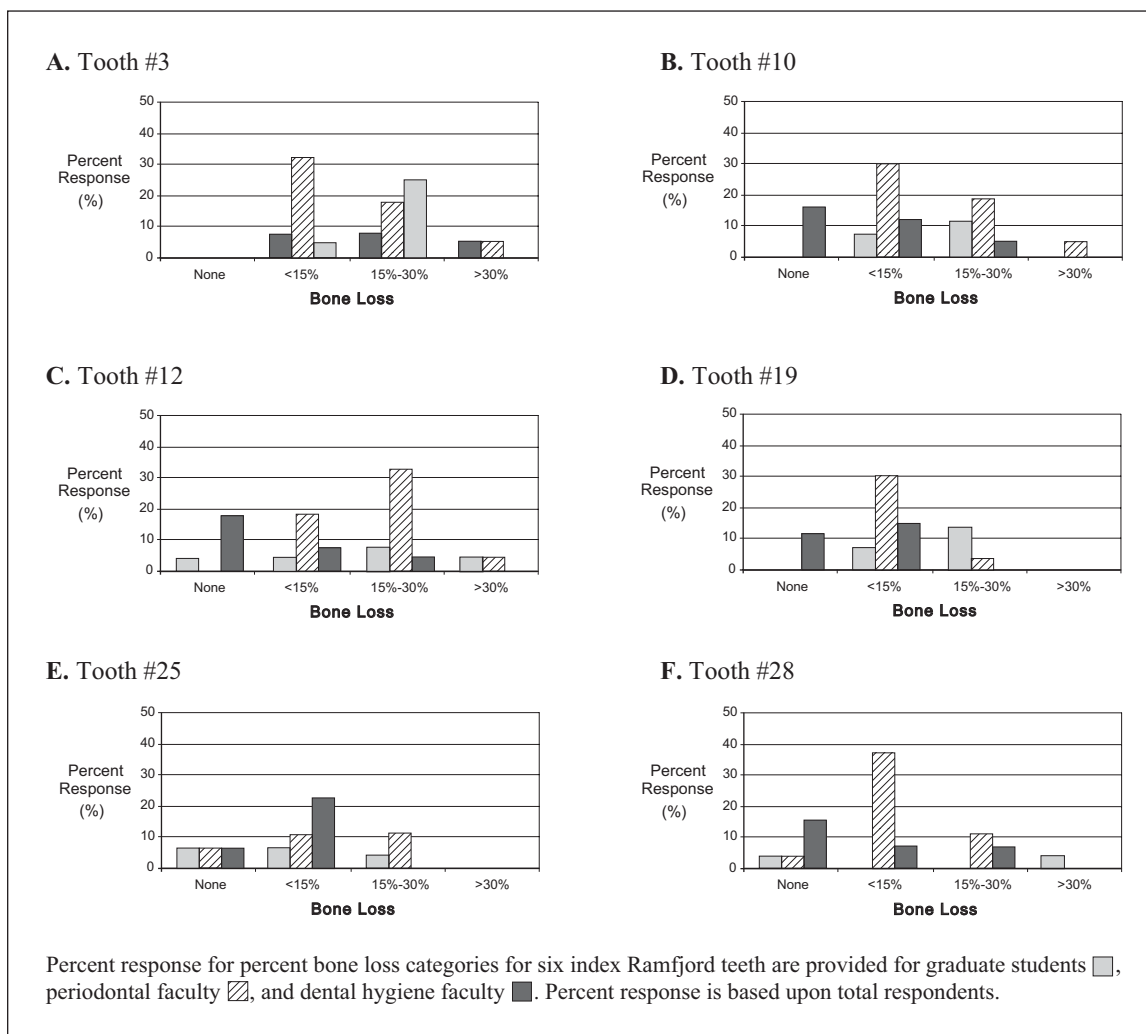 A. Tooth #3
50
40
30
20
10
0
Percent
Response
(%)
None <15% 15%-30% >30%
Bone Loss
B. Tooth #10
50
40
30
20
10
0
Percent
Response
(%)
None <15% 15%-30% >30%
Bone Loss
C. Tooth #12
50
40
30
20
10
0
Percent
Response
(%)
None <15% 15%-30% >30%
Bone Loss
D. Tooth #19
50
40
30
20
10
0
Percent
Response
(%)
None <15% 15%-30% >30%
Bone Loss
E. Tooth #25
50
40
30
20
10
0
Percent
Response
(%)
None <15% 15%-30% >30%
Bone Loss
F. Tooth #28
50
40
30
20
10
0
Percent
Response
(%)
None <15% 15%-30% >30%
Bone Loss
Percent response for percent bone loss categories for six index Ramfjord teeth are provided for graduate students ,
periodontal faculty , and dental hygiene faculty . Percent response is based upon total respondents.